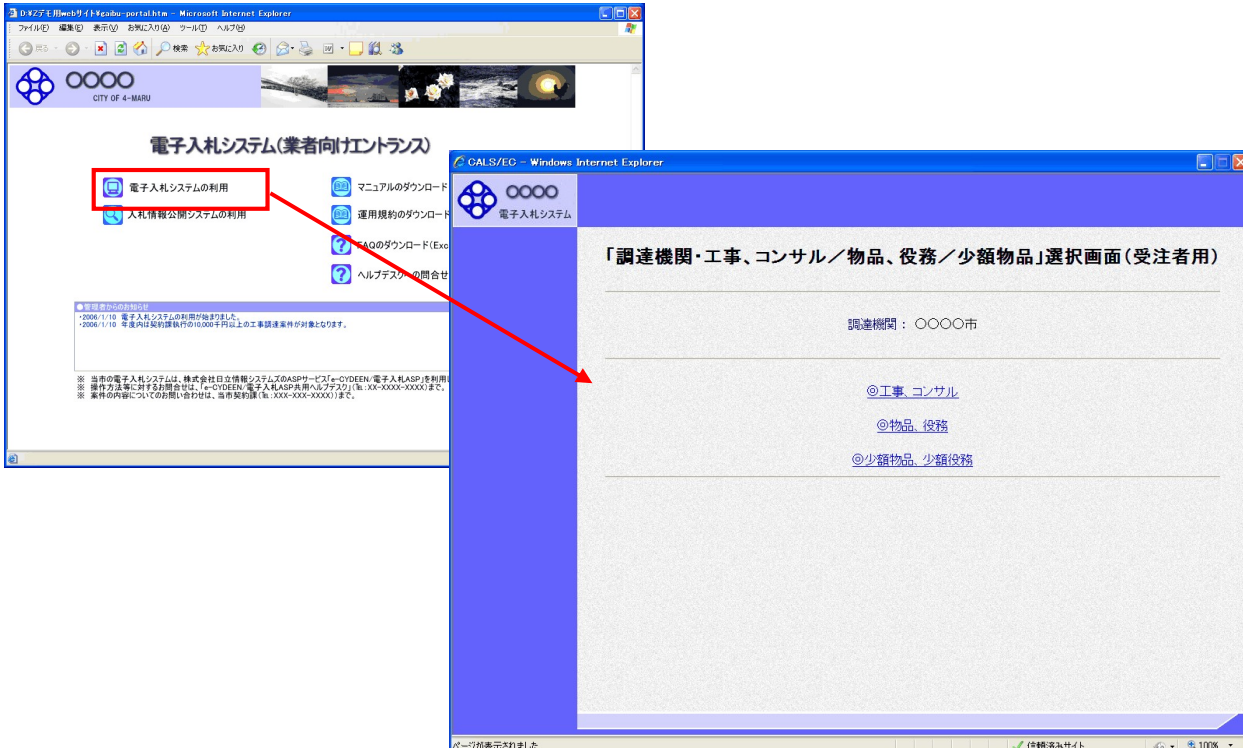 D:¥2デモ用webサイト¥gaibu-portal.htm - Microsoft Internet Explorer
ファイル(F) 編集(E) 表示(V) お気に入り(A) ツール(T) ヘルプ(H)
戻る 検索 お気に入り
○○○○
CITY OF 4-MARU
電子入札システム(業者向けエントランス)
電子入札システムの利用
マニュアルのダウンロード
入札情報公開システムの利用
運用規約のダウンロード
FAQのダウンロード(Exc
ヘルプデスクへの問合せ
●管理者からのお知らせ
・2006/1/10 電子入札システムの利用が始まりました。
・2006/1/10 年度内は契約課執行の10,000千円以上の工事調達案件が対象となります。
※ 当市の電子入札システムは、株式会社日立情報システムズのASPサービス「e-CYDEEN/電子入札ASP」を利用
※ 操作方法等に対するお問合せは、「e-CYDEEN/電子入札ASP共用ヘルプデスク」(℡:XX-XXXX-XXXX)まで。
※ 案件の内容についてのお問い合わせは、当市契約課(℡:XXX-XXX-XXXX))まで。
CALS/EC - Windows Internet Explorer
○○○○
電子入札システム
「調達機関・工事、コンサル/物品、役務/少額物品」選択画面(受注者用)
調達機関: ○○○○市
◎工事、コンサル
◎物品、役務
◎少額物品、少額役務
ページが表示されました
信頼済みサイト
100%